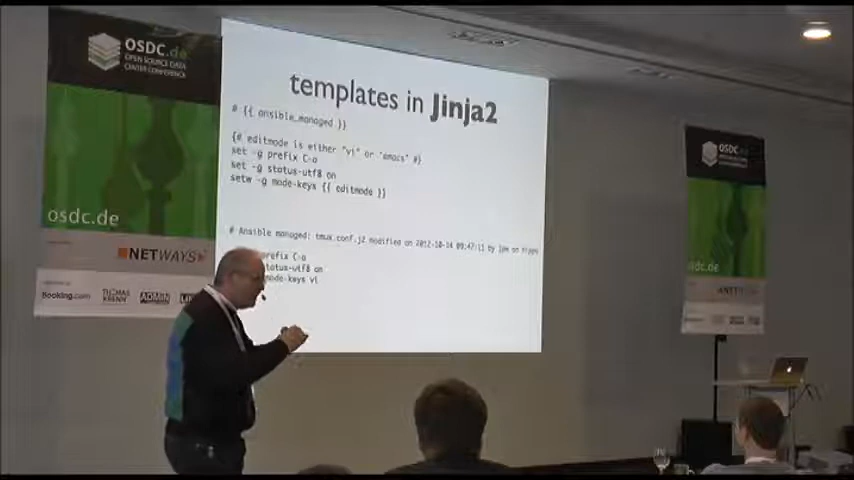 OSDC.de
OPEN SOURCE DATA
CENTER CONFERENCE
osdc.de
NETWAYS
Booking.com
THOMAS
KRENN
ADMIN
templates in Jinja2
# {{ ansible_managed }}
{# editmode is either "vi" or "emacs" #}
set -g prefix C-a
set -g status-utf8 on
setw -g mode-keys {{ editmode }}
# Ansible managed: tmux.conf.j2 modified on 2012-10-14 09:47:11 by jpm on
prefix C-a
status-utf8 on
mode-keys vi
OSDC
osdc.de
NETWAYS